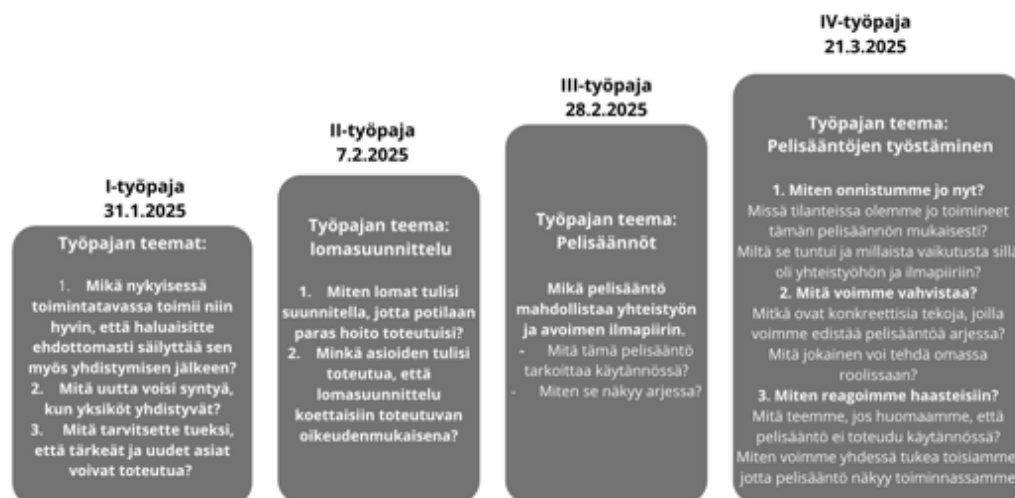 I-työpaja
31.1.2025
Työpajan teemat:
1. Mikä nykyisessä
toimintatavassa toimii niin
hyvin, että haluaisitte
ehdottomasti säilyttää sen
myös yhdistymisen jälkeen?
2. Mitä uutta voisi syntyä,
kun yksiköt yhdistyvät?
3. Mitä tarvitsette tueksi,
että tärkeät ja uudet asiat
voivat toteutua?
II-työpaja
7.2.2025
Työpajan teema:
lomasuunnittelu
1. Miten lomat tulisi
suunnitella, jotta potilaan
paras hoito toteutuisi?
2. Minkä asioiden tulisi
toteutua, että
lomasuunnittelu
koettaisiin toteutuvan
oikeudenmukaisena?
III-työpaja
28.2.2025
Työpajan teema:
Pelisäännöt
Mikä pelisääntö
mahdollistaa yhteistyön
ja avoimen ilmapiirin.
- Mitä tämä pelisääntö
tarkoittaa käytännössä?
- Miten se näkyy arjessa?
IV-työpaja
21.3.2025
Työpajan teema:
Pelisääntöjen työstäminen
1. Miten onnistumme jo nyt?
Missä tilanteissa olemme jo toimineet
tämän pelisäännön mukaisesti?
Miltä se tuntui ja millaista vaikutusta sillä
oli yhteistyöhön ja ilmapiiriin?
2. Mitä voimme vahvistaa?
Mitkä ovat konkreettisia tekoja, joilla
voimme edistää pelisääntöä arjessa?
Mitä jokainen voi tehdä omassa
roolissaan?
3. Miten reagoimme haasteisiin?
Mitä teemme, jos huomaamme, että
pelisääntö ei toteudu käytännössä?
Miten voimme yhdessä tukea toisiamme,
jotta pelisääntö näkyy toiminnassamme